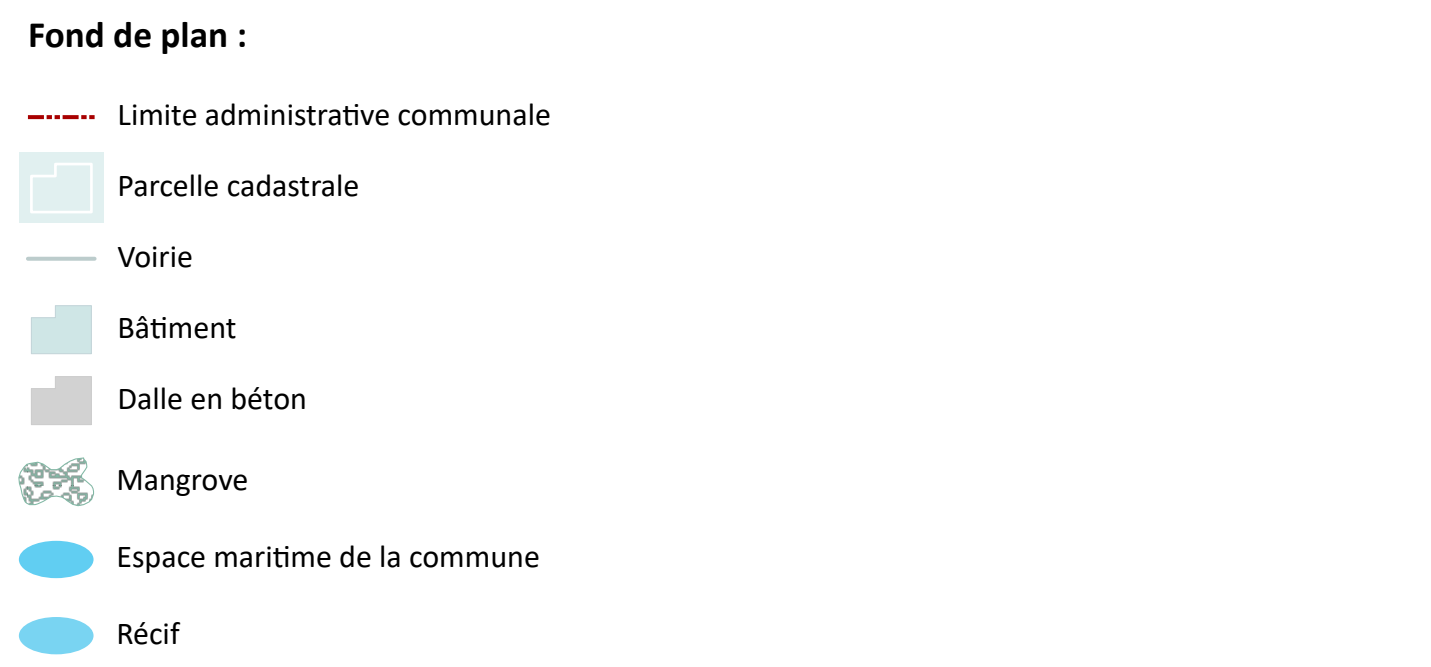 Fond de plan :
Limite administrative communale
Parcelle cadastrale
Voirie
Bâtiment
Dalle en béton
Mangrove
Espace maritime de la commune
Récif